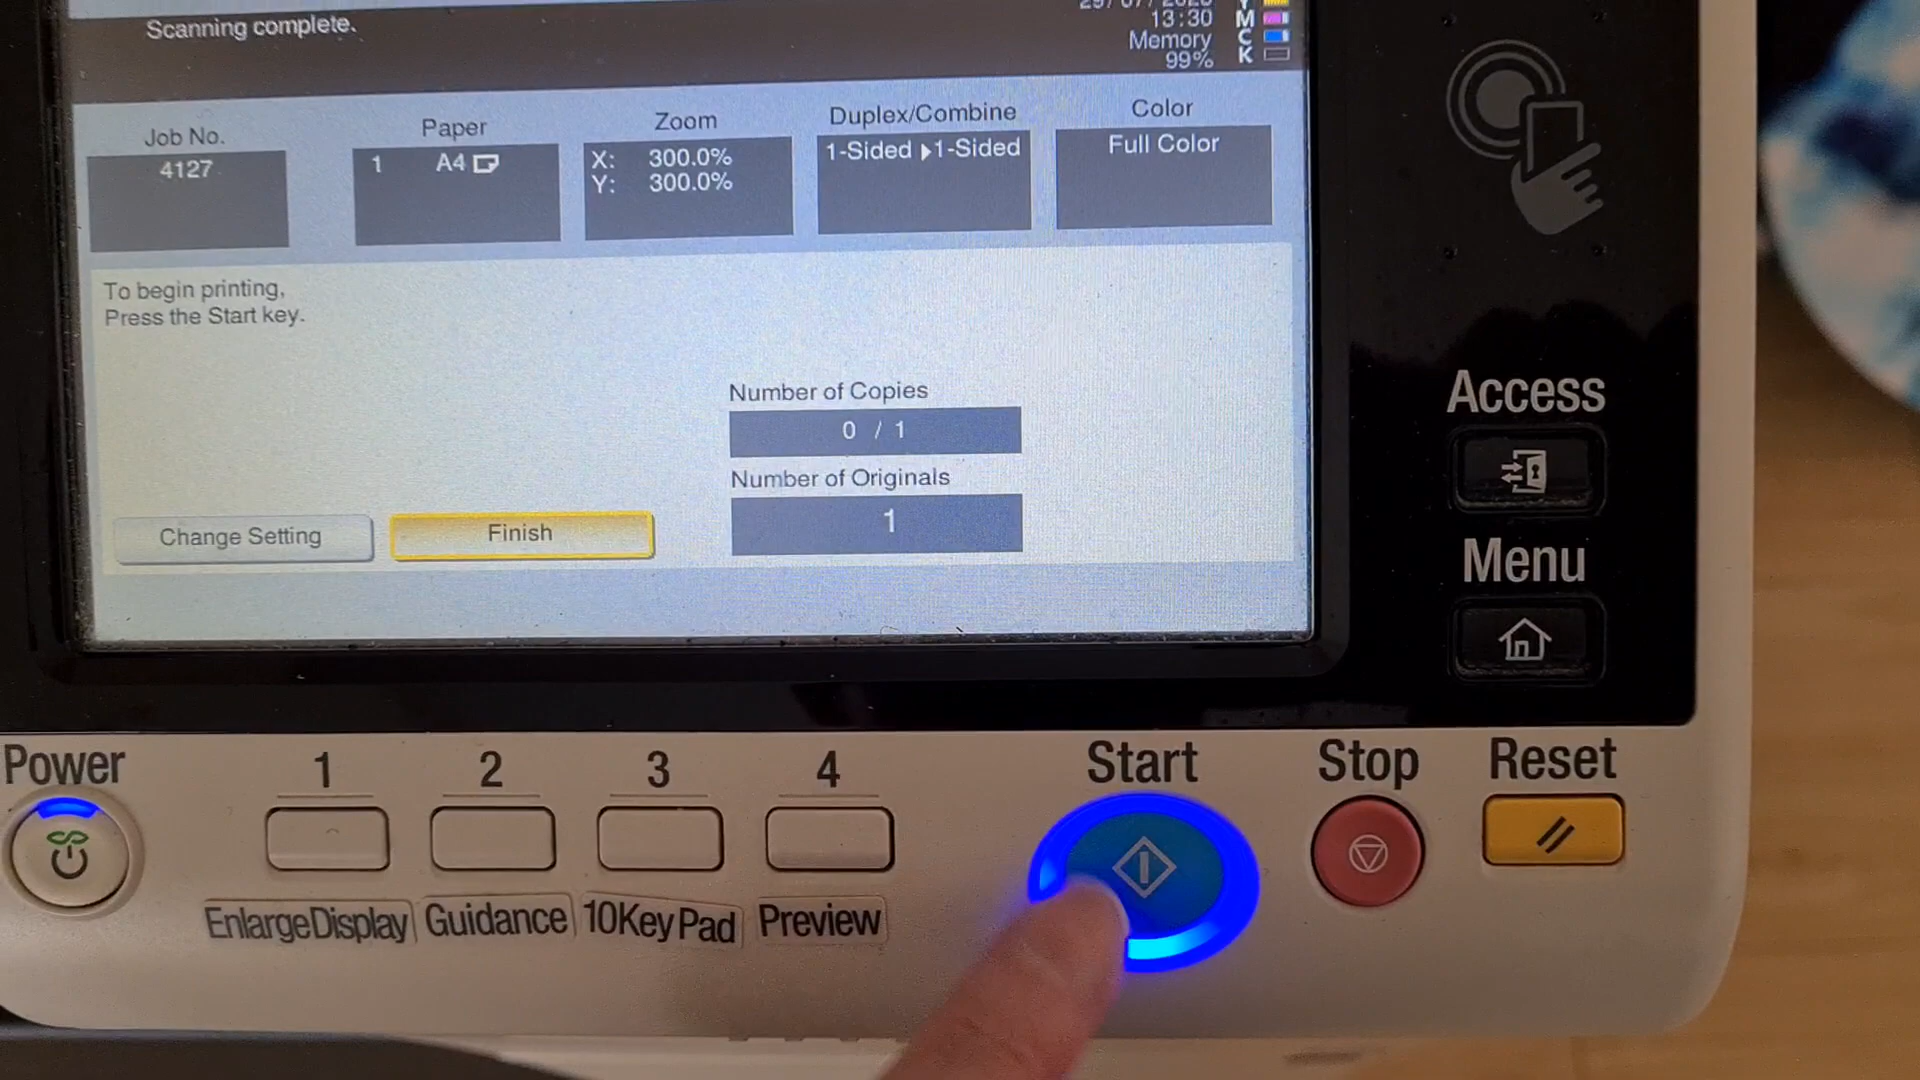 Scanning complete.
13:30
Memory
99%
Y
M
C
K
Job No.
4127
Paper
1 A4
Zoom
X: 300.0%
Y: 300.0%
Duplex/Combine
1-Sided ▶1-Sided
Color
Full Color
To begin printing,
Press the Start key.
Number of Copies
0 / 1
Number of Originals
1
Change Setting
Finish
Access
Menu
Power
1
2
3
4
Start
Stop
Reset
EnlargeDisplay
Guidance
10Key Pad
Preview